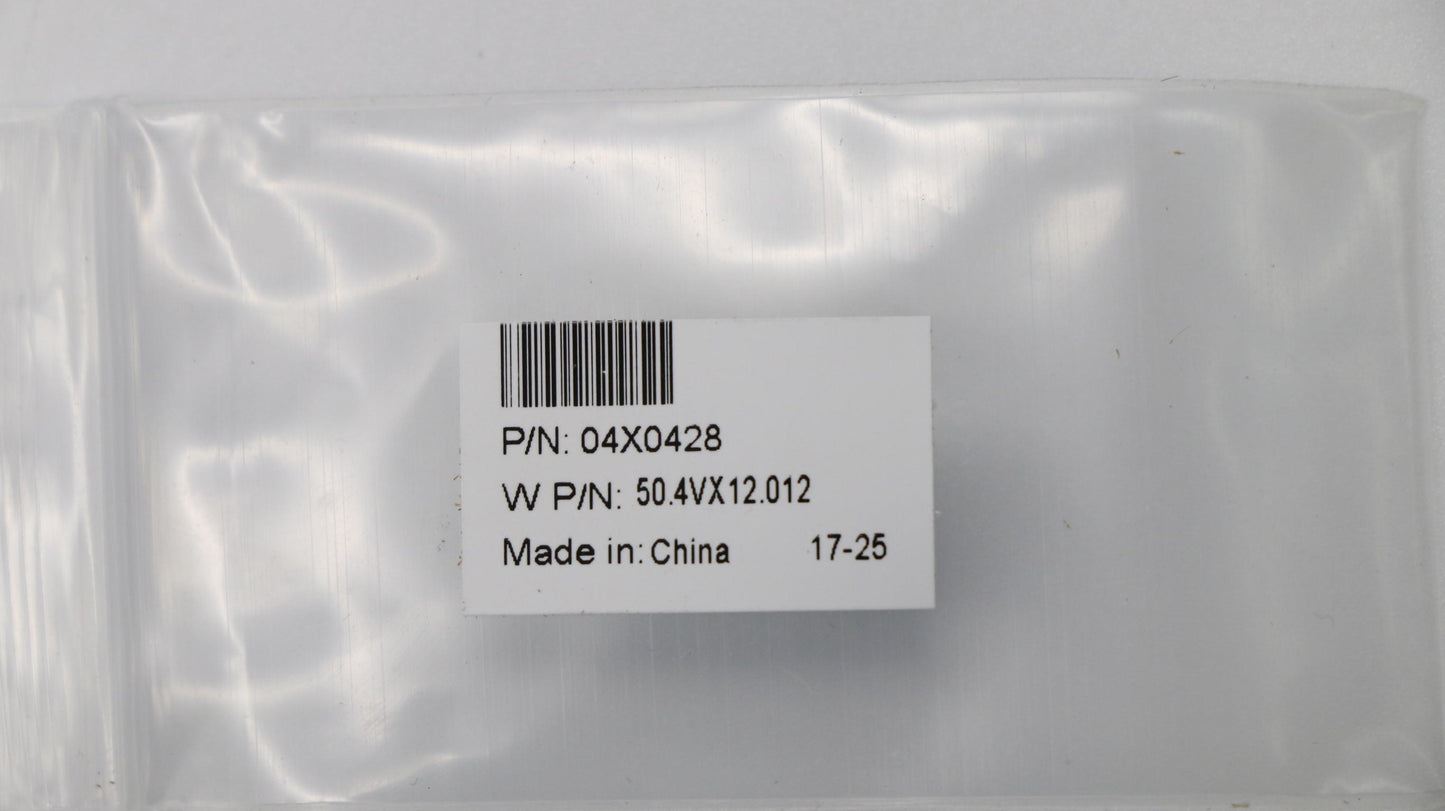 P/N: 04X0428
W P/N: 50.4VX12.012
Made in: China 17-25